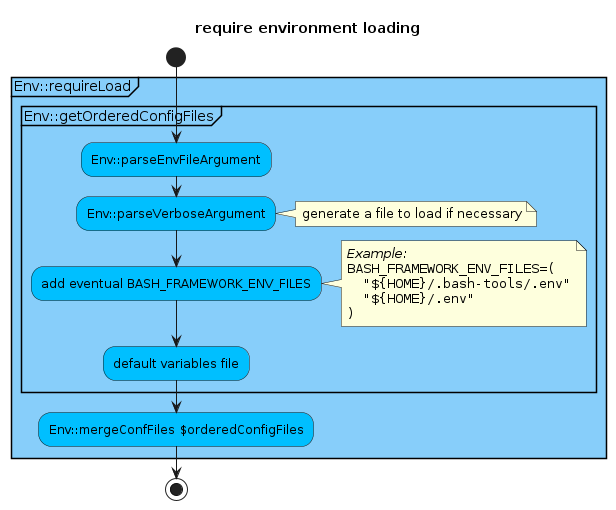 require environment loading
Env::requireLoad
Env::getOrderedConfigFiles
Env::parseEnvFileArgument
Env::parseVerboseArgument
generate a file to load if necessary
add eventual BASH_FRAMEWORK_ENV_FILES
Example:
BASH_FRAMEWORK_ENV_FILES=(
  "${HOME}/.bash-tools/.env"
  "${HOME}/.env"
)
default variables file
Env::mergeConfFiles $orderedConfigFiles